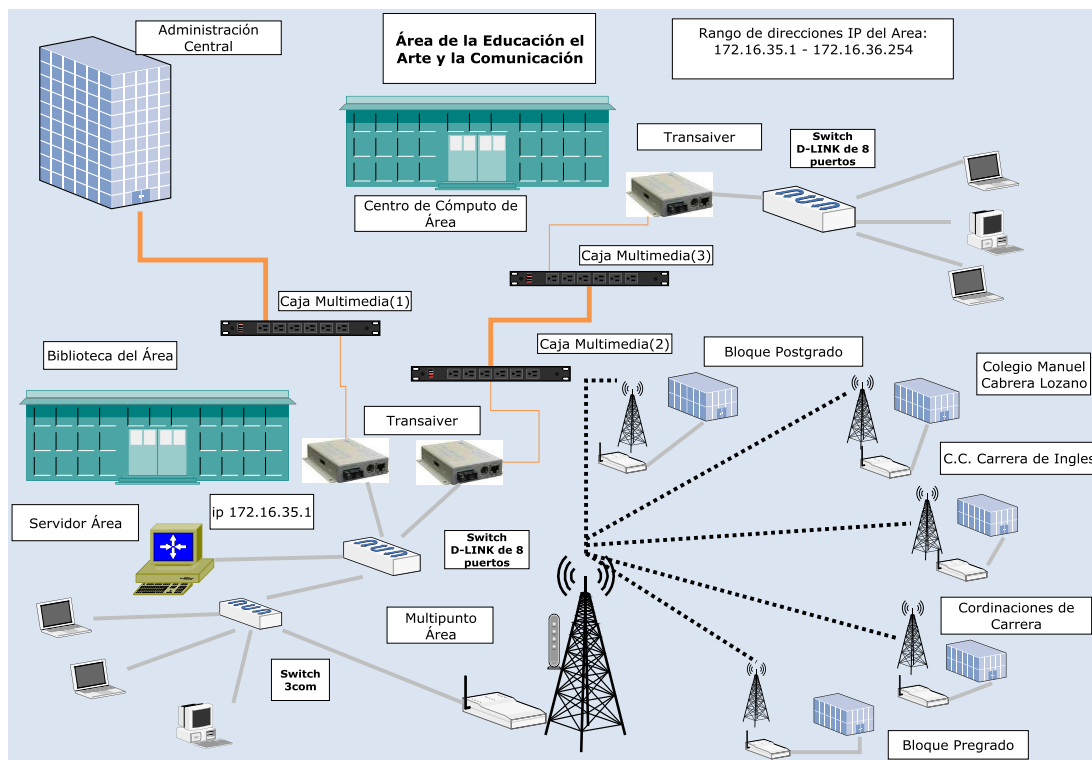 Administración
Central
Área de la Educación el
Arte y la Comunicación
Rango de direcciones IP del Area:
172.16.35.1 - 172.16.36.254
Transaiver
Switch
D-LINK de 8
puertos
Centro de Cómputo de
Área
Caja Multimedia(3)
Caja Multimedia(1)
Caja Multimedia(2)
Biblioteca del Área
Bloque Postgrado
Colegio Manuel
Cabrera Lozano
Transaiver
C.C. Carrera de Ingles
Servidor Área
ip 172.16.35.1
Switch
D-LINK de 8
puertos
Multipunto
Área
Cordinaciones de
Carrera
Switch
3com
Bloque Pregrado